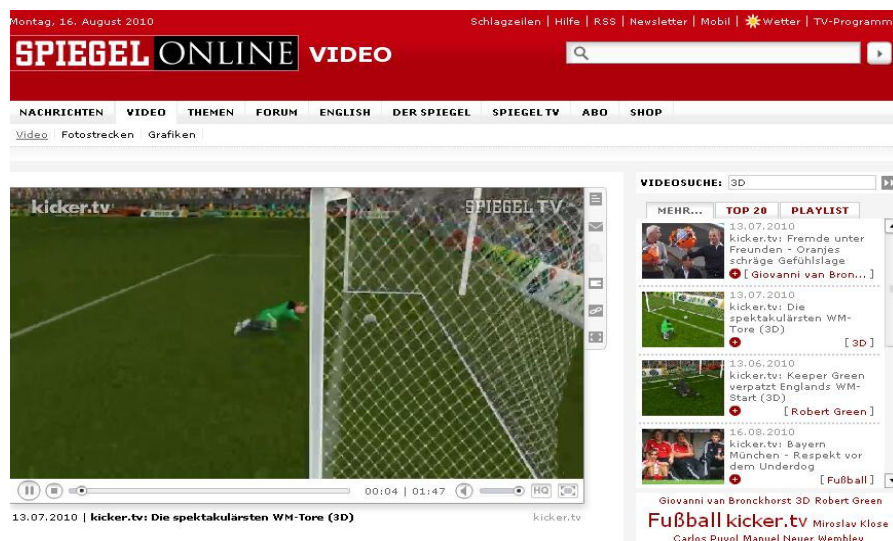 Montag, 16. August 2010
Schlagzeilen | Hilfe | RSS | Newsletter | Mobil | Wetter | TV-Programm
SPIEGEL ONLINE VIDEO
NACHRICHTEN VIDEO THEMEN FORUM ENGLISH DER SPIEGEL SPIEGEL TV ABO SHOP
Video Fotostrecken Grafiken
kicker.tv
SPIEGEL TV
00:04 | 01:47
HQ
13.07.2010 | kicker.tv: Die spektakulärsten WM-Tore (3D)
kicker.tv
VIDEOSUCHE: 3D
MEHR... TOP 20 PLAYLIST
13.07.2010
kicker.tv: Fremde unter
Freunden - Oranjes
schräge Gefühlslage
[ Giovanni van Bron... ]
13.07.2010
kicker.tv: Die
spektakulärsten WM-
Tore (3D)
[ 3D ]
13.06.2010
kicker.tv: Keeper Green
verpatzt Englands WM-
Start (3D)
[ Robert Green ]
16.08.2010
kicker.tv: Bayern
München - Respekt vor
dem Underdog
[ Fußball ]
Giovanni van Bronckhorst 3D Robert Green
Fußball kicker.tv Miroslav Klose
Carlos Puyol Manuel Neuer Wembley